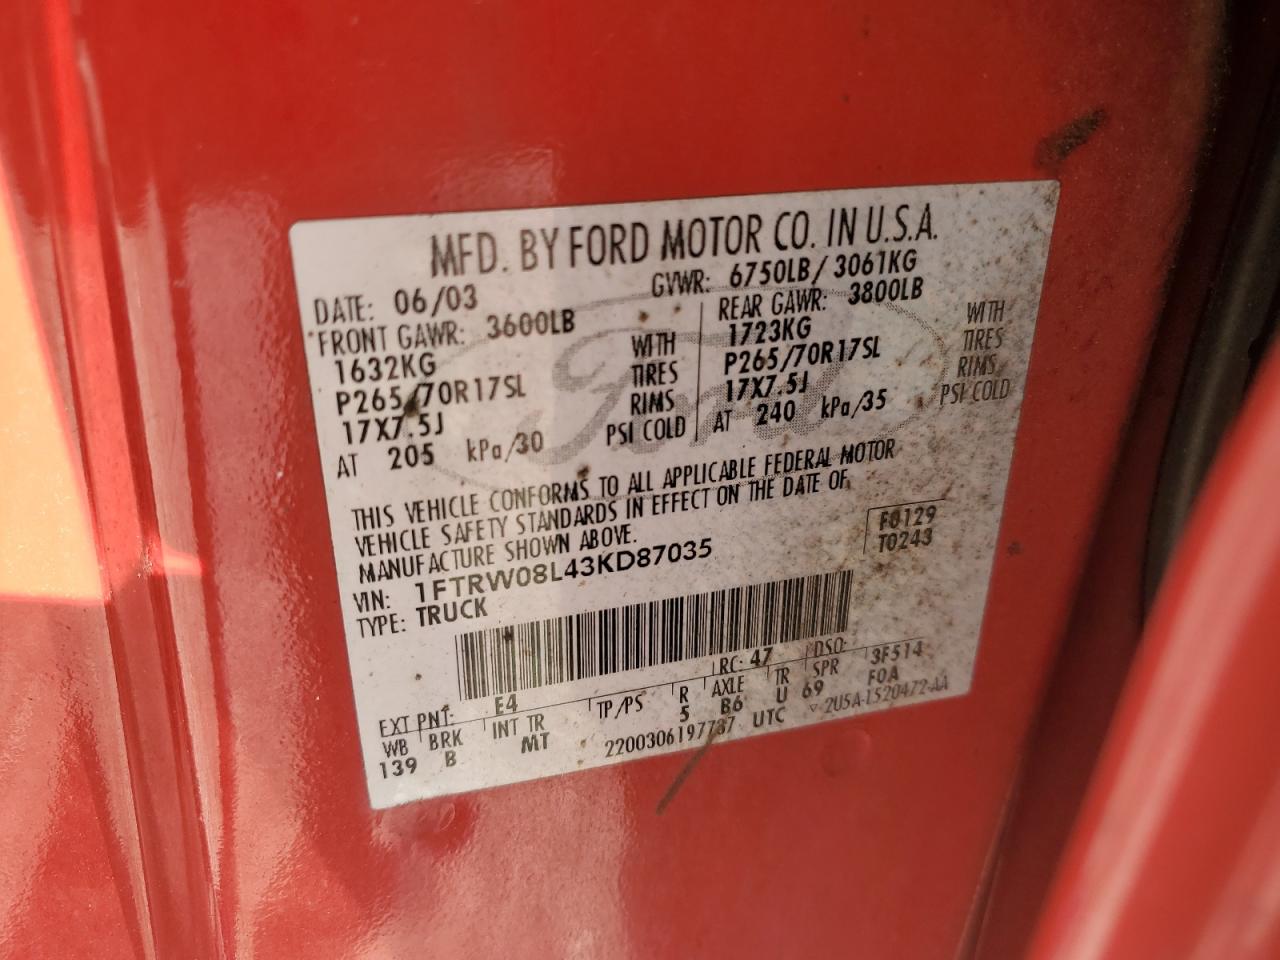 MFD. BY FORD MOTOR CO. IN U.S.A.
DATE: 06/03 GVWR: 6750LB/ 3061KG
FRONT GAWR: 3600LB REAR GAWR: 3800LB
1632KG WITH 1723KG WITH
P265/70R17SL TIRES P265/70R17SL TIRES
17X7.5J RIMS 17X7.5J RIMS
AT 205 kPa/30 PSI COLD AT 240 kPa/35 PSI COLD
THIS VEHICLE CONFORMS TO ALL APPLICABLE FEDERAL MOTOR
VEHICLE SAFETY STANDARDS IN EFFECT ON THE DATE OF
MANUFACTURE SHOWN ABOVE.
F0129
T0243
VIN: 1FTRW08L43KD87035
TYPE: TRUCK
EXT PNT: E4 RC: 47 DSO: 3F514
WB BRK INT TR TP/PS R AXLE TR SPR F0A
139 B MT 5 B6 U 69
2200306197737 UTC 2U5A-1520472-AA
Ford